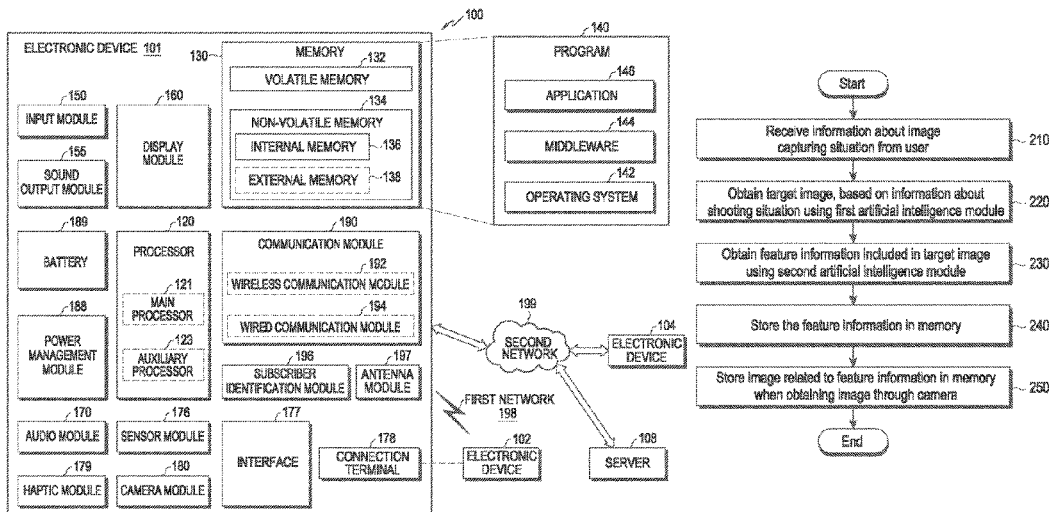 100
ELECTRONIC DEVICE 101
130
MEMORY
132
VOLATILE MEMORY
134
NON-VOLATILE MEMORY
INTERNAL MEMORY
136
EXTERNAL MEMORY
138
150
INPUT MODULE
160
DISPLAY
MODULE
155
SOUND
OUTPUT MODULE
140
PROGRAM
146
APPLICATION
144
MIDDLEWARE
142
OPERATING SYSTEM
189
BATTERY
120
PROCESSOR
121
MAIN
PROCESSOR
123
AUXILIARY
PROCESSOR
188
POWER
MANAGEMENT
MODULE
190
COMMUNICATION MODULE
192
WIRELESS COMMUNICATION MODULE
194
WIRED COMMUNICATION MODULE
196
SUBSCRIBER
IDENTIFICATION MODULE
197
ANTENNA
MODULE
199
SECOND
NETWORK
104
ELECTRONIC
DEVICE
FIRST NETWORK
198
170
AUDIO MODULE
176
SENSOR MODULE
177
INTERFACE
178
CONNECTION
TERMINAL
102
ELECTRONIC
DEVICE
108
SERVER
179
HAPTIC MODULE
180
CAMERA MODULE
Start
Receive information about image
capturing situation from user
210
Obtain target image, based on information about
shooting situation using first artificial intelligence module
220
Obtain feature information included in target image
using second artificial intelligence module
230
Store the feature information in memory
240
Store image related to feature information in memory
when obtaining image through camera
250
End